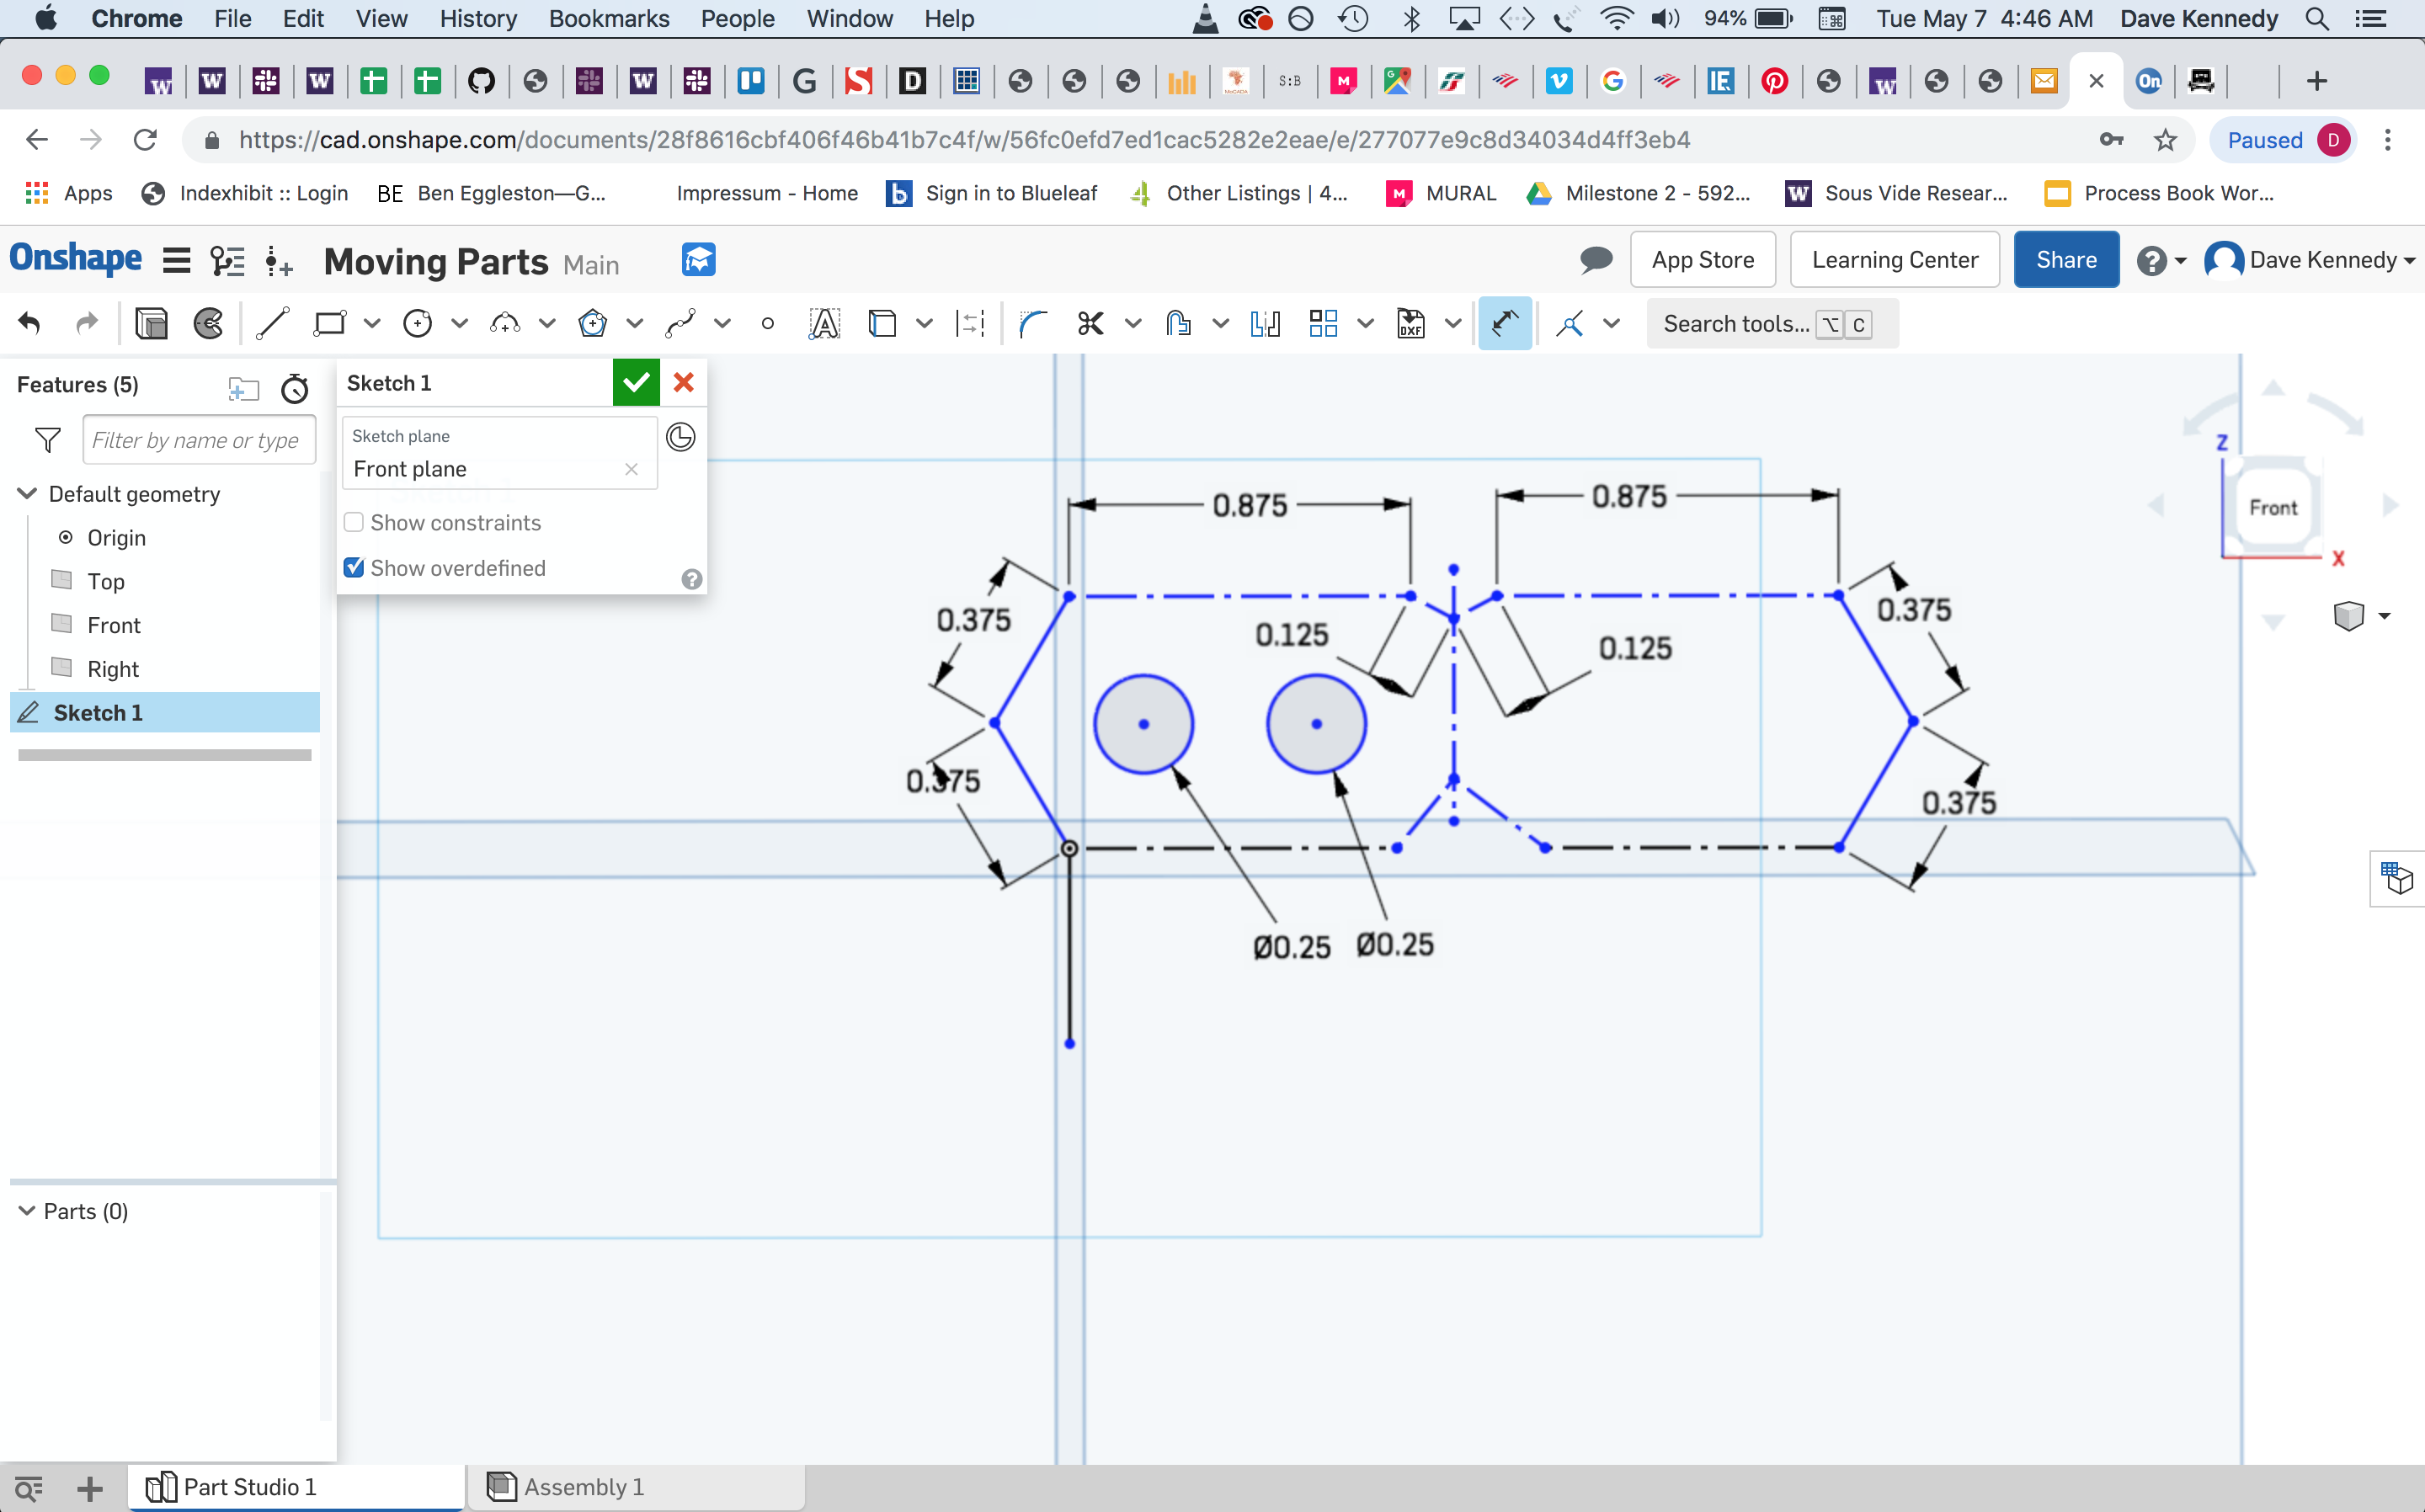 Chrome File Edit View History Bookmarks People Window Help 94% Tue May 7 4:46 AM Dave Kennedy
https://cad.onshape.com/documents/28f8616cbf406f46b41b7c4f/w/56fc0efd7ed1cac5282e2eae/e/277077e9c8d34034d4ff3eb4 Paused D
Apps Indexhibit :: Login BE Ben Eggleston—G... Impressum - Home b Sign in to Blueleaf Other Listings | 4... M MURAL Milestone 2 - 592... W Sous Vide Resear... Process Book Wor...
Onshape Moving Parts Main App Store Learning Center Share Dave Kennedy
DXF Search tools... ⌥ C
Features (5)
Filter by name or type
Default geometry
Origin
Top
Front
Right
Sketch 1
Parts (0)
Sketch 1
Sketch plane
Front plane
Show constraints
Show overdefined
0.875 0.875
0.375 0.375
0.125 0.125
0.375 0.375
Ø0.25 Ø0.25
Z
Front
X
Part Studio 1 Assembly 1